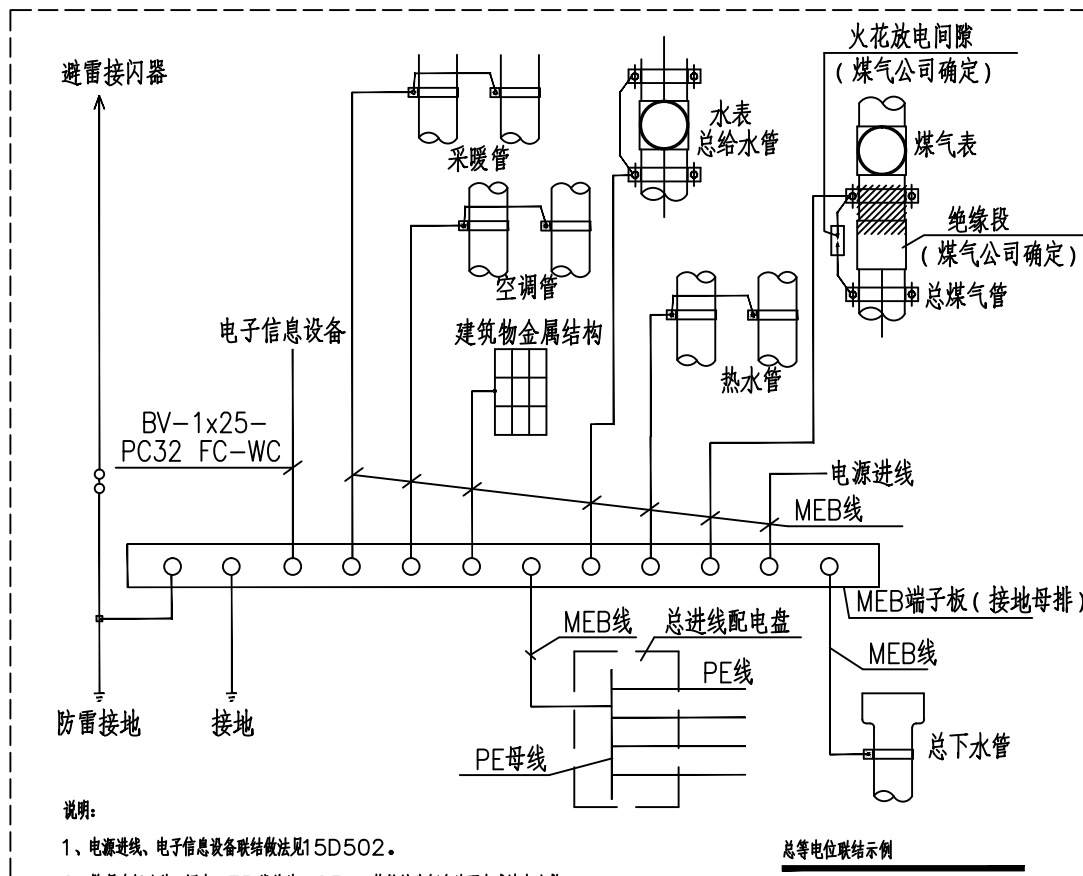 避雷接闪器
采暖管
水表
总给水管
火花放电间隙
(煤气公司确定)
煤气表
绝缘段
(煤气公司确定)
总煤气管
空调管
电子信息设备
建筑物金属结构
热水管
BV-1x25-
PC32 FC-WC
电源进线
MEB线
MEB端子板(接地母排)
MEB线
总进线配电盘
PE线
MEB线
防雷接地
接地
PE母线
总下水管
说明:
1、电源进线、电子信息设备联结做法见15D502。
总等电位联结示例